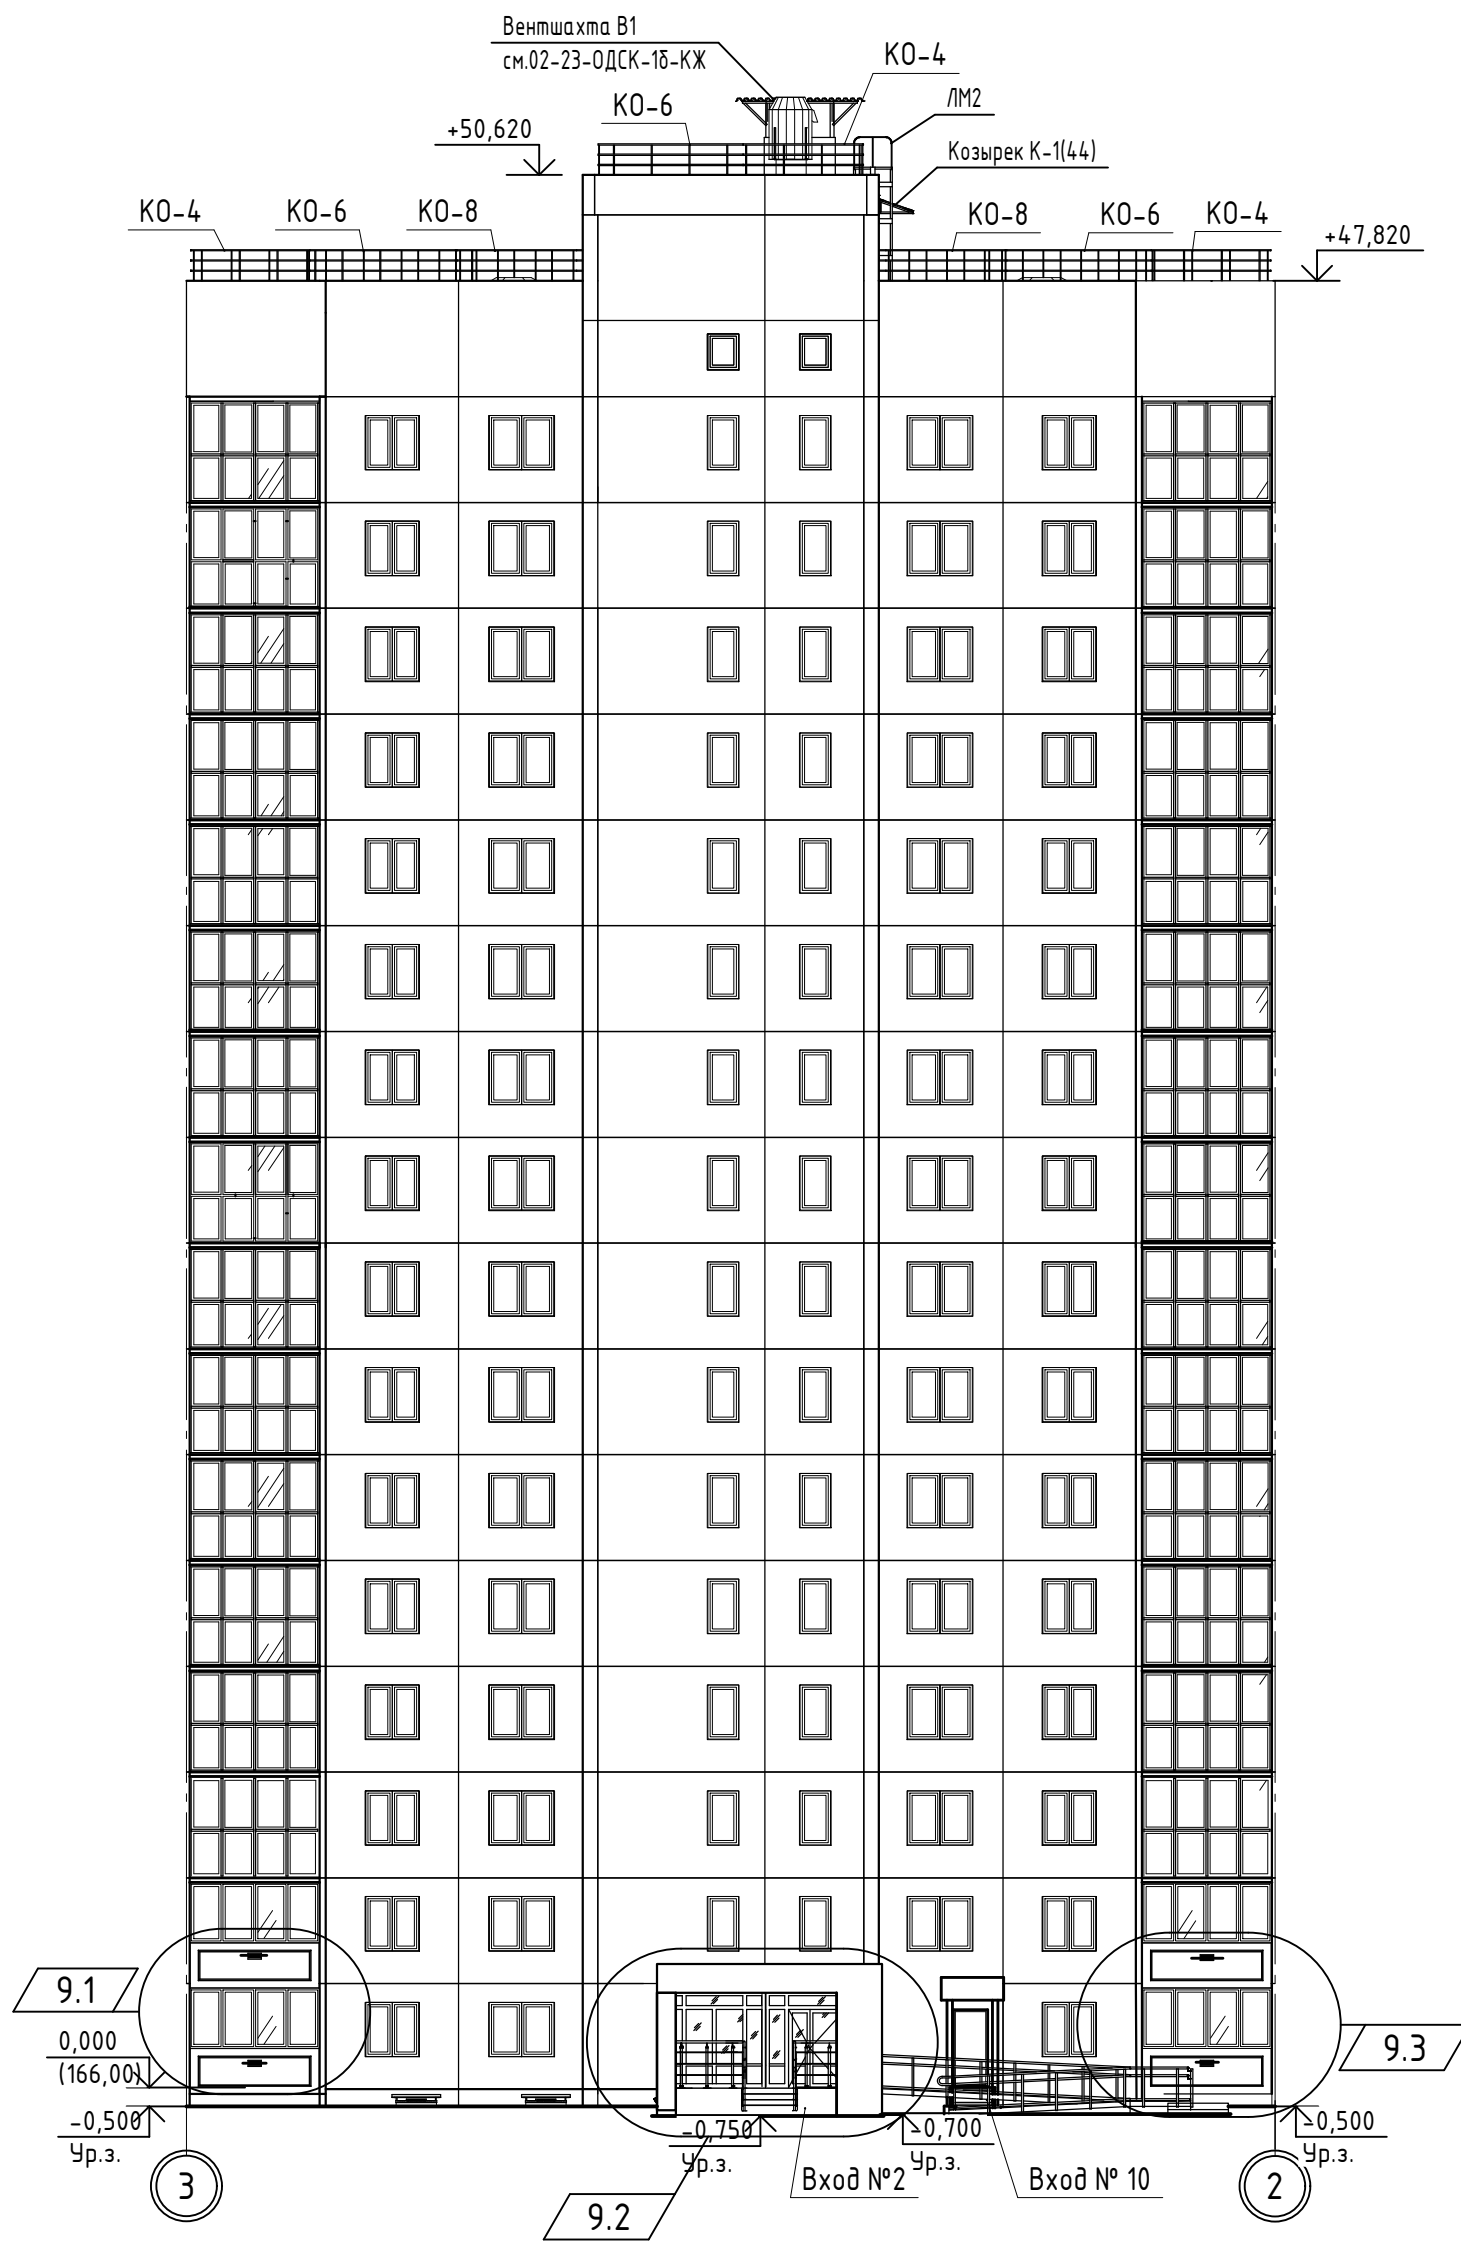 Вентшахта В1
см.02-23-ОДСК-1б-КЖ
КО-4
КО-6
ЛМ2
+50,620
Козырек К-1(44)
КО-4
КО-6
КО-8
КО-8
КО-6
КО-4
+47,820
9.1
0,000
(166,00)
-0,500
Ур.з.
9.3
-0,750
Ур.з.
-0,700
Ур.з.
-0,500
Ур.з.
3
Вход №2
Вход № 10
2
9.2